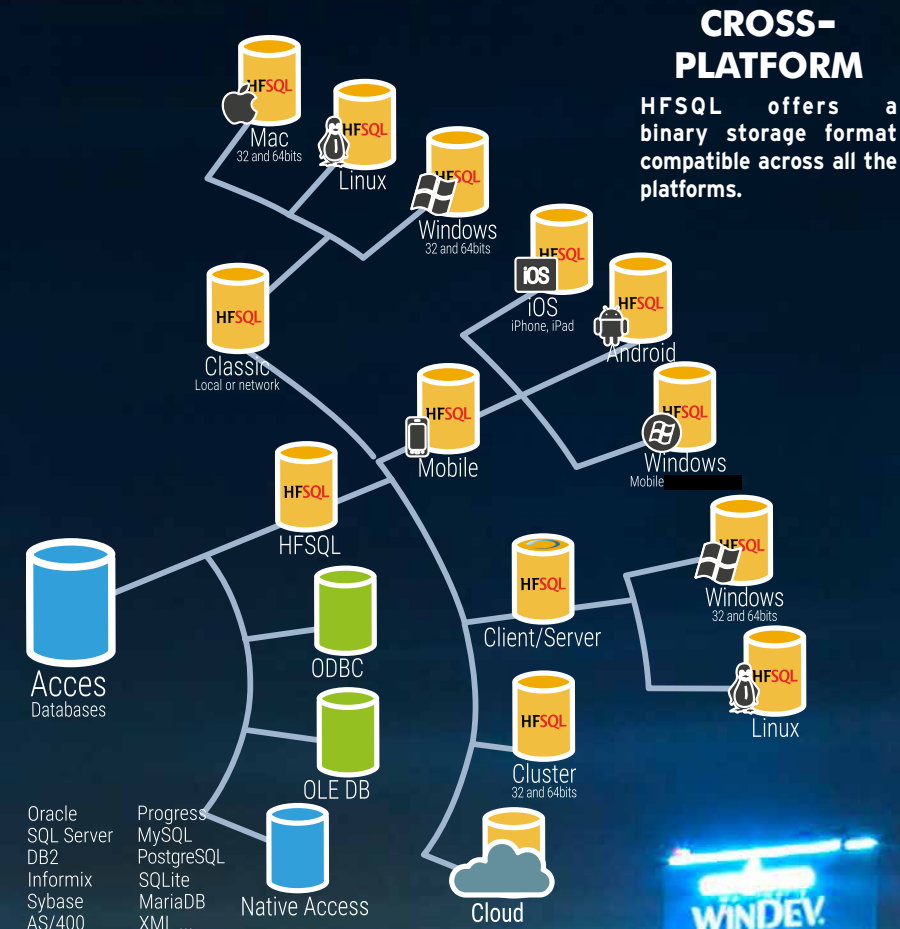 CROSS-
PLATFORM
HFSQL offers a
binary storage format
compatible across all the
platforms.
HFSQL
Mac
32 and 64bits
HFSQL
Linux
HFSQL
Windows
32 and 64bits
HFSQL
iOS
iOS
iPhone, iPad
HFSQL
Android
HFSQL
Classic
Local or network
HFSQL
Mobile
HFSQL
Windows
Mobile
HFSQL
HFSQL
HFSQL
Windows
32 and 64bits
HFSQL
Client/Server
Acces
Databases
ODBC
HFSQL
Linux
HFSQL
Cluster
32 and 64bits
OLE DB
Native Access
Cloud
Oracle
SQL Server
DB2
Informix
Sybase
AS/400
Progress
MySQL
PostgreSQL
SQLite
MariaDB
XML...
WINDEV.